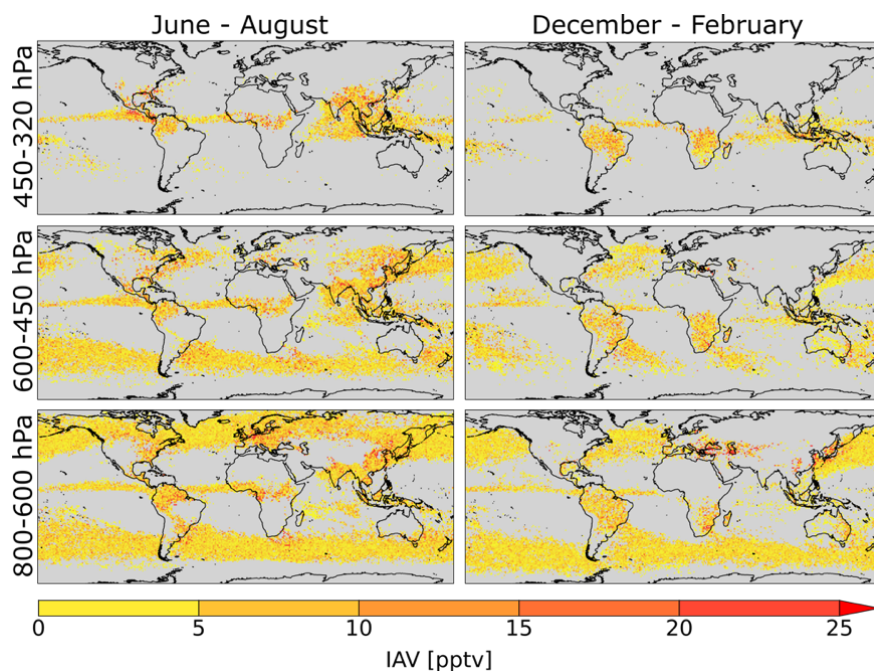 June - August
December - February
450-320 hPa
600-450 hPa
800-600 hPa
0 5 10 15 20 25
IAV [pptv]